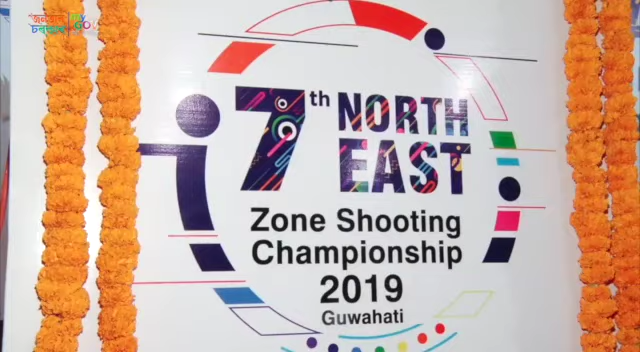 7th NORTH
EAST
Zone Shooting
Championship
2019
Guwahati